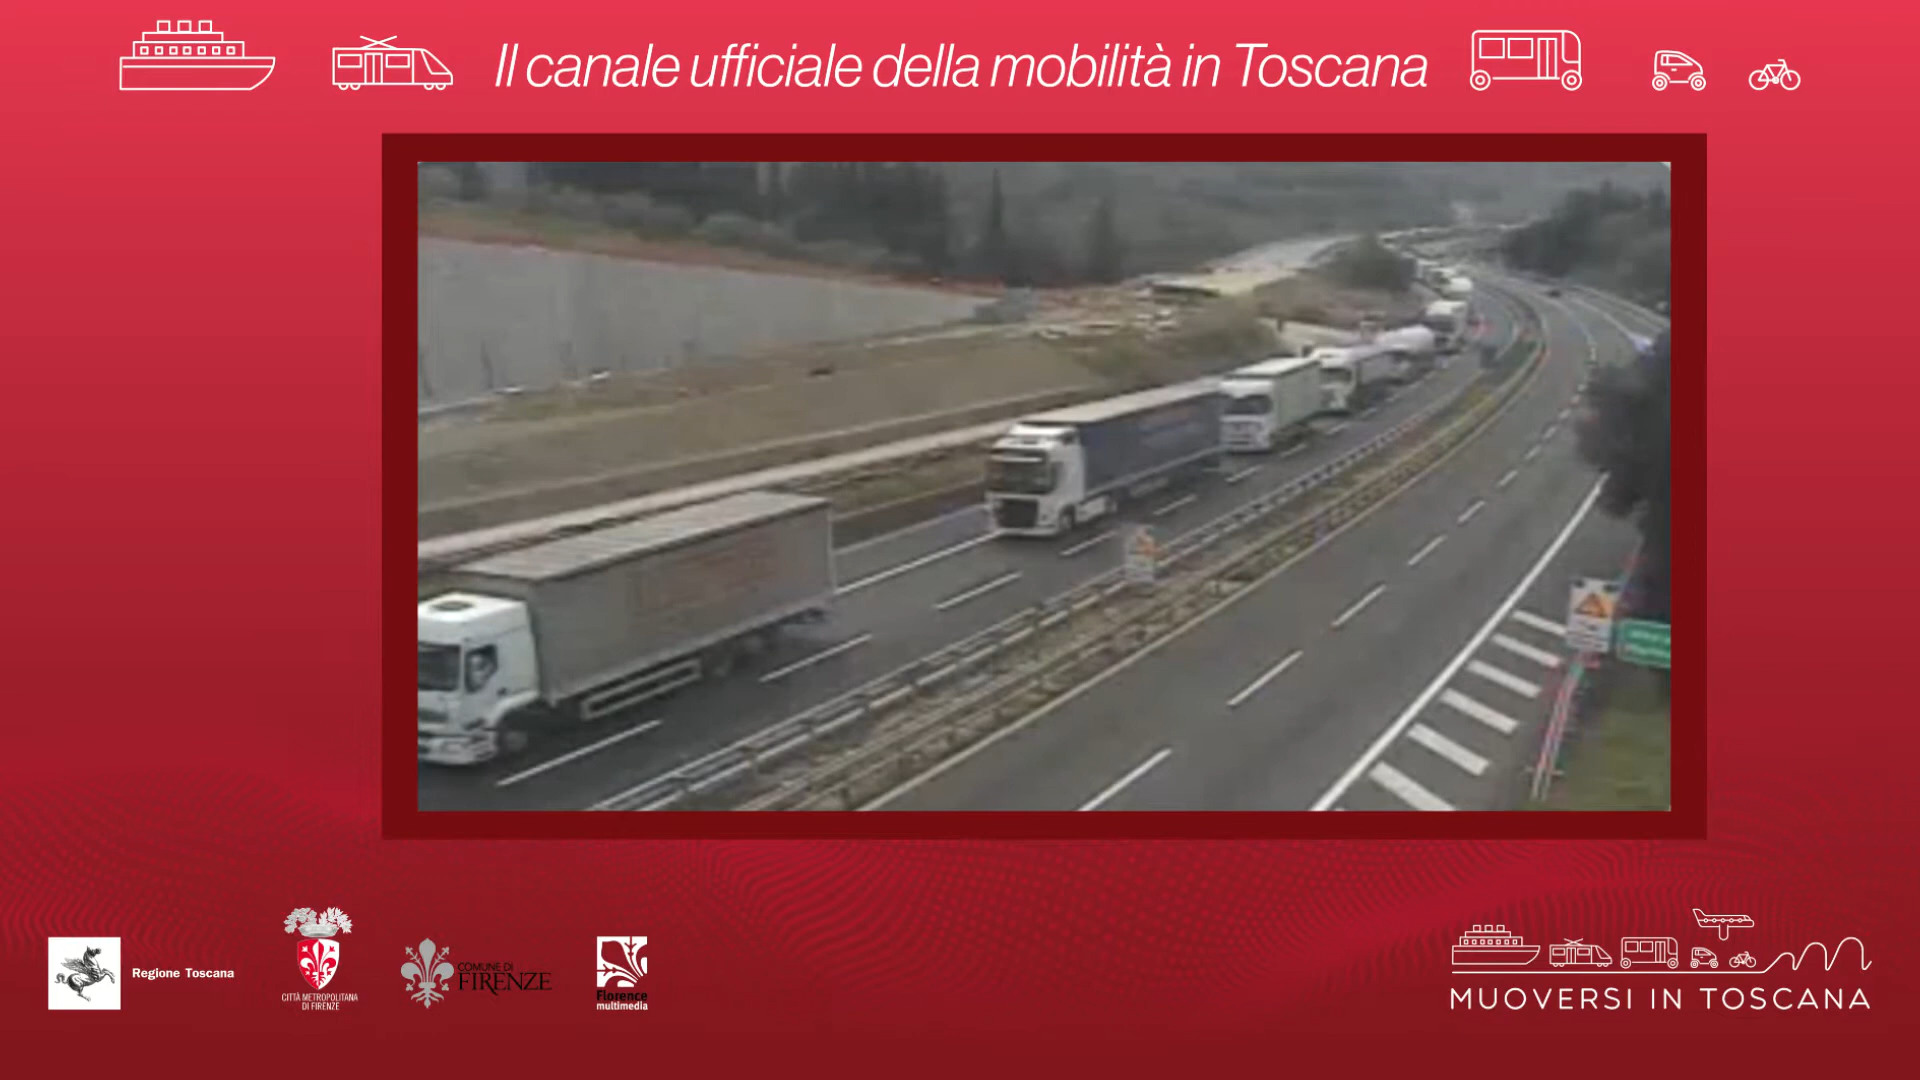 Il canale ufficiale della mobilità in Toscana
Regione Toscana
CITTÀ METROPOLITANA
DI FIRENZE
COMUNE DI
FIRENZE
Florence
multimedia
MUOVERSI IN TOSCANA